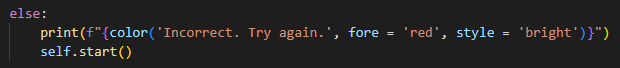 else:
    print(f"{color('Incorrect. Try again.', fore = 'red', style = 'bright')}")
    self.start()